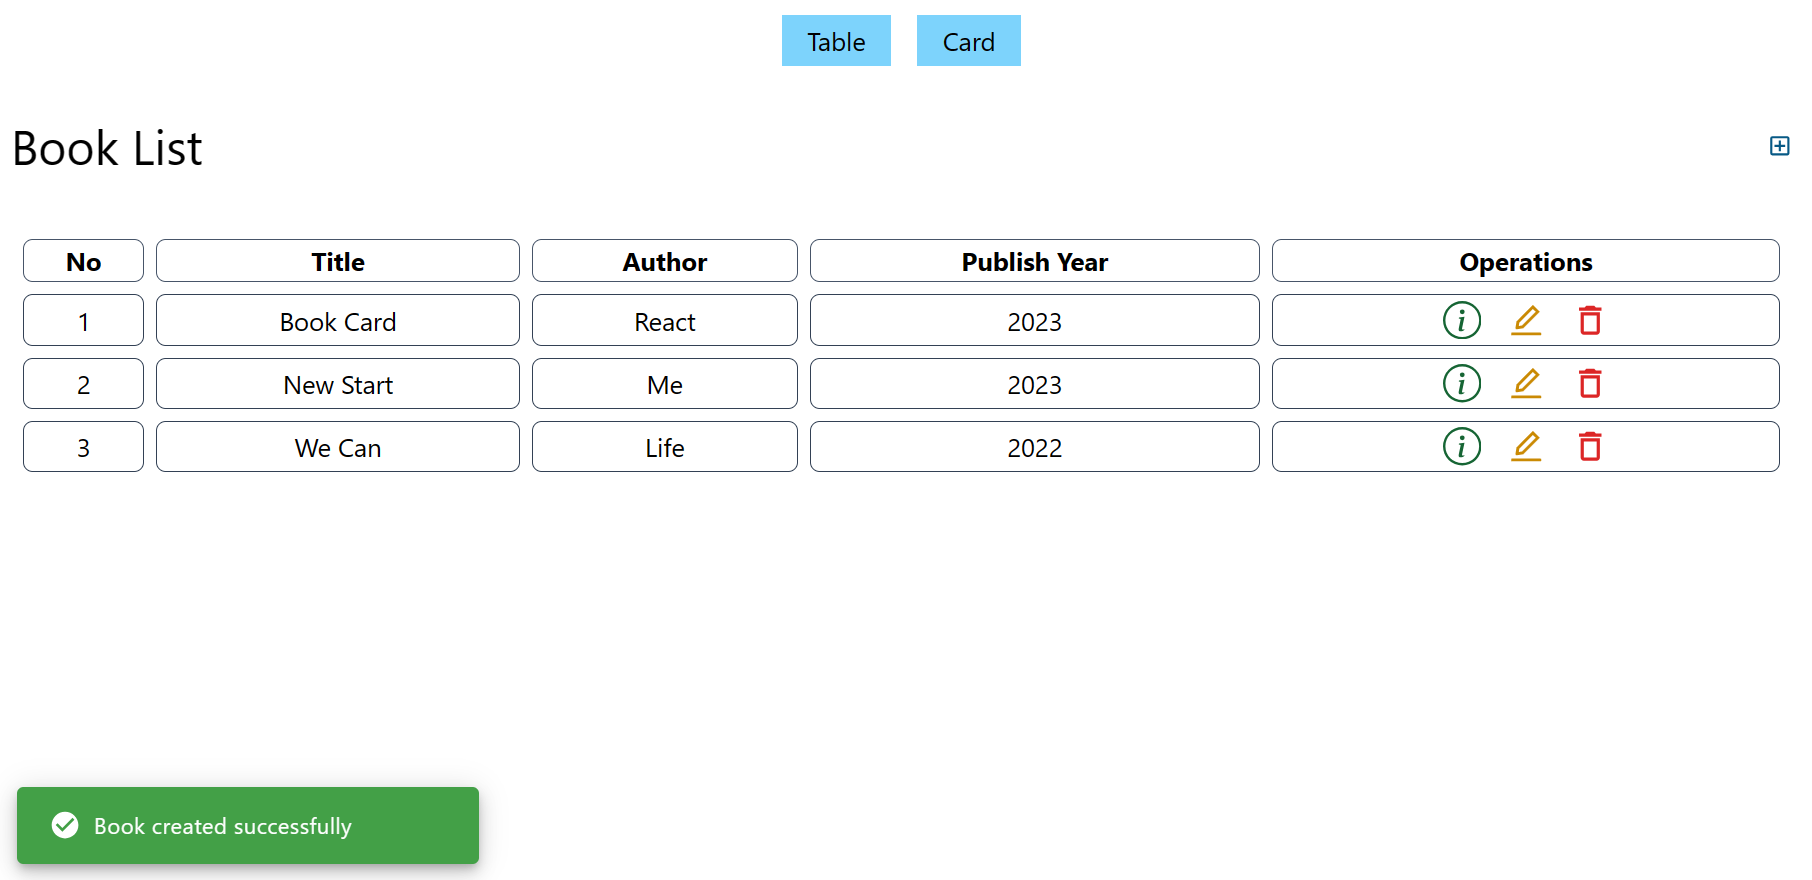 Table Card
Book List
No Title Author Publish Year Operations
1 Book Card React 2023
2 New Start Me 2023
3 We Can Life 2022
Book created successfully